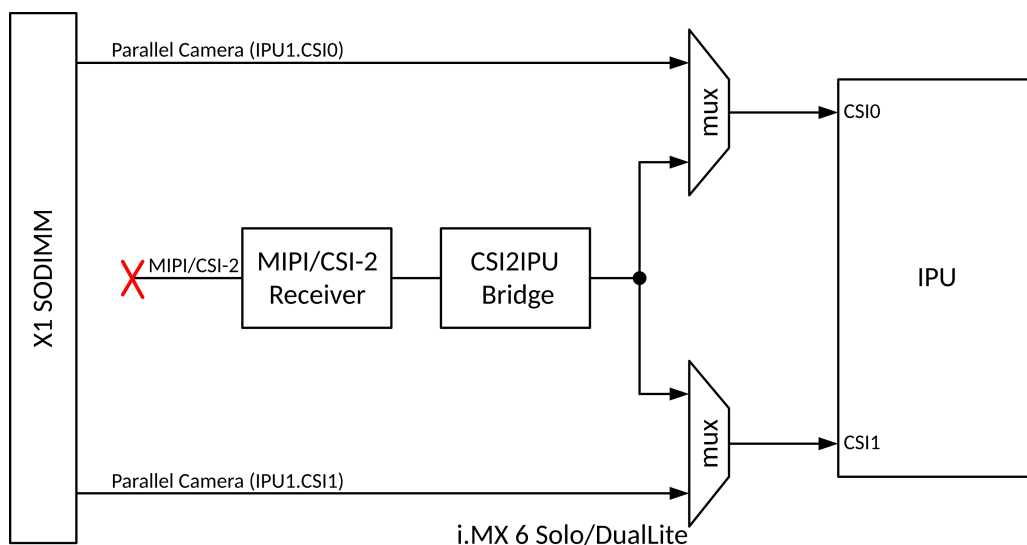 Parallel Camera (IPU1.CSI0)
mux
CSI0
X1 SODIMM
MIPI/CSI-2
MIPI/CSI-2
Receiver
CSI2IPU
Bridge
IPU
mux
CSI1
Parallel Camera (IPU1.CSI1)
i.MX 6 Solo/DualLite